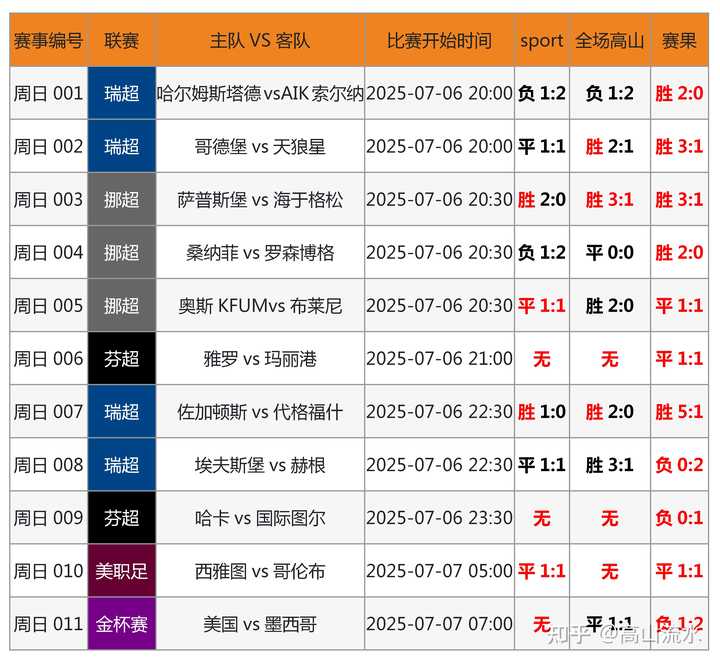 赛事编号 联赛 主队 VS 客队 比赛开始时间 sport 全场高山 赛果
周日 001 瑞超 哈尔姆斯塔德vsAIK索尔纳 2025-07-06 20:00 负 1:2 负 1:2 胜 2:0
周日 002 瑞超 哥德堡 vs 天狼星 2025-07-06 20:00 平 1:1 胜 2:1 胜 3:1
周日 003 挪超 萨普斯堡 vs 海于格松 2025-07-06 20:30 胜 2:0 胜 3:1 胜 3:1
周日 004 挪超 桑纳菲 vs 罗森博格 2025-07-06 20:30 负 1:2 平 0:0 胜 2:0
周日 005 挪超 奥斯 KFUMvs 布莱尼 2025-07-06 20:30 平 1:1 胜 2:0 平 1:1
周日 006 芬超 雅罗 vs 玛丽港 2025-07-06 21:00 无 无 平 1:1
周日 007 瑞超 佐加顿斯 vs 代格福什 2025-07-06 22:30 胜 1:0 胜 2:0 胜 5:1
周日 008 瑞超 埃夫斯堡 vs 赫根 2025-07-06 22:30 平 1:1 胜 3:1 负 0:2
周日 009 芬超 哈卡 vs 国际图尔 2025-07-06 23:30 无 无 负 0:1
周日 010 美职足 西雅图 vs 哥伦布 2025-07-07 05:00 平 1:1 无 平 1:1
周日 011 金杯赛 美国 vs 墨西哥 2025-07-07 07:00 无 平 1:1 负 1:2
知乎 @高山流水